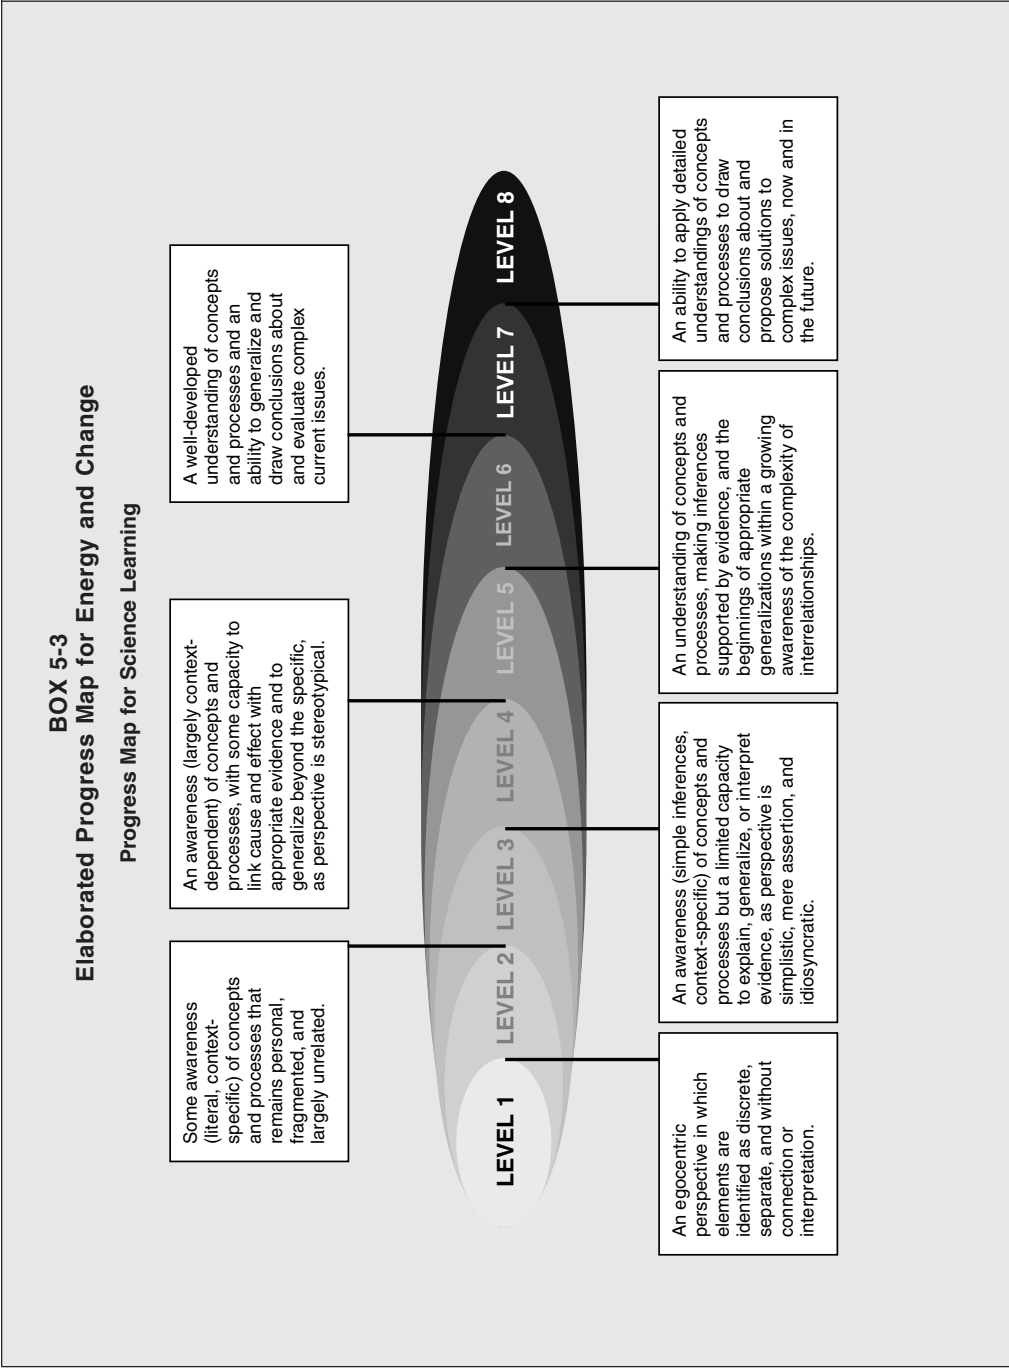 BOX 5-3
Elaborated Progress Map for Energy and Change
Progress Map for Science Learning
Some awareness
(literal, context-
specific) of concepts
and processes that
remains personal,
fragmented, and
largely unrelated.
An awareness (largely context-
dependent) of concepts and
processes, with some capacity to
link cause and effect with
appropriate evidence and to
generalize beyond the specific,
as perspective is stereotypical.
A well-developed
understanding of concepts
and processes and an
ability to generalize and
draw conclusions about
and evaluate complex
current issues.
LEVEL 1
LEVEL 2
LEVEL 3
LEVEL 4
LEVEL 5
LEVEL 6
LEVEL 7
LEVEL 8
An egocentric
perspective in which
elements are
identified as discrete,
separate, and without
connection or
interpretation.
An awareness (simple inferences,
context-specific) of concepts and
processes but a limited capacity
to explain, generalize, or interpret
evidence, as perspective is
simplistic, mere assertion, and
idiosyncratic.
An understanding of concepts and
processes, making inferences
supported by evidence, and the
beginnings of appropriate
generalizations within a growing
awareness of the complexity of
interrelationships.
An ability to apply detailed
understandings of concepts
and processes to draw
conclusions about and
propose solutions to
complex issues, now and in
the future.